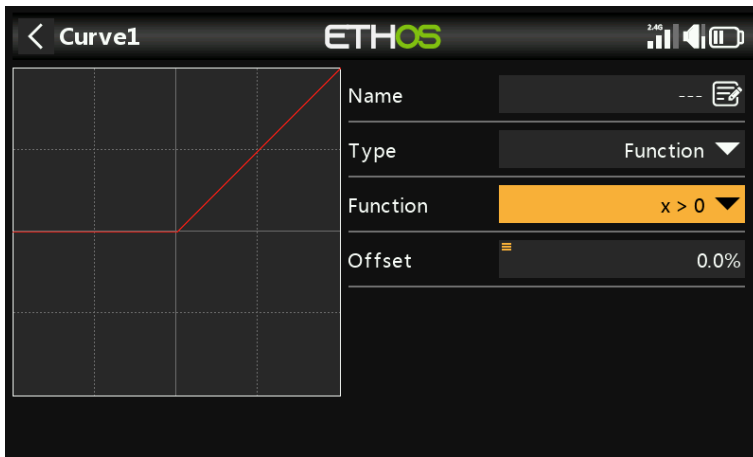 Curve1 ETHOS 2.4G
Name ---
Type Function
Function x > 0
Offset 0.0%